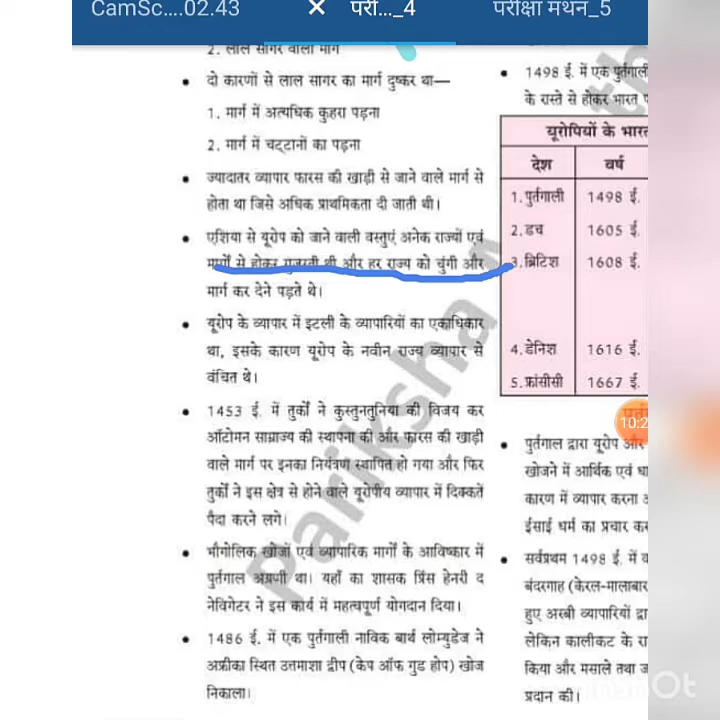 CamSc....02.43
× परी..._4
परीक्षा मथन_5
2. लाल सागर वाला मार्ग
• दो कारणों से लाल सागर का मार्ग दुष्कर था—
1. मार्ग में अत्यधिक कुहरा पड़ना
2. मार्ग में चट्टानों का पड़ना
• ज्यादातर व्यापार फारस की खाड़ी से जाने वाले मार्ग से
होता था जिसे अधिक प्राथमिकता दी जाती थी।
• एशिया से यूरोप को जाने वाली वस्तुएं अनेक राज्यों एवं
मार्गों से होकर गुजरती थी और हर राज्य को चुंगी और
मार्ग कर देने पड़ते थे।
• यूरोप के व्यापार में इटली के व्यापारियों का एकाधिकार
था, इसके कारण यूरोप के नवीन राज्य व्यापार से
वंचित थे।
• 1453 ई. में तुर्कों ने कुस्तुनतुनिया की विजय कर
ऑटोमन साम्राज्य की स्थापना की और फारस की खाड़ी
वाले मार्ग पर इनका नियंत्रण स्थापित हो गया और फिर
तुर्कों ने इस क्षेत्र से होने वाले यूरोपीय व्यापार में दिक्कतें
पैदा करने लगे।
• भौगोलिक खोजों एवं व्यापारिक मार्गों के आविष्कार में
पुर्तगाल अग्रणी था। यहाँ का शासक प्रिंस हेनरी द
नेविगेटर ने इस कार्य में महत्वपूर्ण योगदान दिया।
• 1486 ई. में एक पुर्तगाली नाविक बार्थ लोम्युडेज ने
अफ्रीका स्थित उत्तमाशा द्वीप (केप ऑफ गुड होप) खोज
निकाला।
• 1498 ई. में एक पुर्तगाली
के रास्ते से होकर भारत
यूरोपियों के भारत
देश वर्ष
1. पुर्तगाली 1498 ई.
2. डच 1605 ई.
3. ब्रिटिश 1608 ई.
4. डेनिश 1616 ई.
5. फ्रांसीसी 1667 ई.
10:2
• पुर्तगाल द्वारा यूरोप और
खोजने में आर्थिक एवं
कारण में व्यापार करना
ईसाई धर्म का प्रचार
• सर्वप्रथम 1498 ई. में
बंदरगाह (केरल-मालाबार
हुए अरबी व्यापारियों
लेकिन कालीकट के
किया और मसाले तथा
प्रदान की।
Pariksha